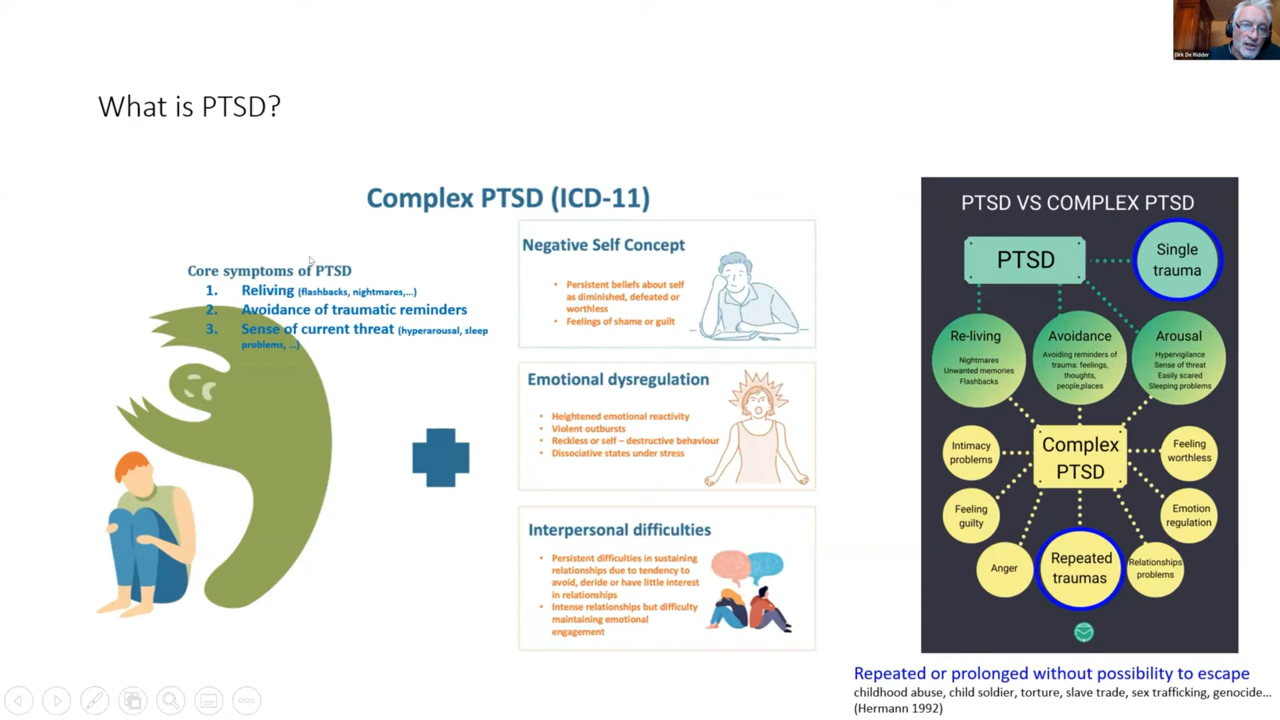 Dirk De Ridder
What is PTSD?
Complex PTSD (ICD-11)
Core symptoms of PTSD
1. Reliving (flashbacks, nightmares,...)
2. Avoidance of traumatic reminders
3. Sense of current threat (hyperarousal, sleep
problems, ...)
Negative Self Concept
• Persistent beliefs about self
as diminished, defeated or
worthless
• Feelings of shame or guilt
Emotional dysregulation
• Heightened emotional reactivity
• Violent outbursts
• Reckless or self – destructive behaviour
• Dissociative states under stress
Interpersonal difficulties
• Persistent difficulties in sustaining
relationships due to tendency to
avoid, deride or have little interest
in relationships
• Intense relationships but difficulty
maintaining emotional
engagement
PTSD VS COMPLEX PTSD
PTSD
Single
trauma
Re-living
Nightmares
Unwanted memories
Flashbacks
Avoidance
Avoiding reminders of
trauma: feelings,
thoughts,
people,places
Arousal
Hypervigilance
Sense of threat
Easily scared
Sleeping problems
Complex
PTSD
Intimacy
problems
Feeling
worthless
Feeling
guilty
Emotion
regulation
Anger
Repeated
traumas
Relationships
problems
Repeated or prolonged without possibility to escape
childhood abuse, child soldier, torture, slave trade, sex trafficking, genocide...
(Hermann 1992)